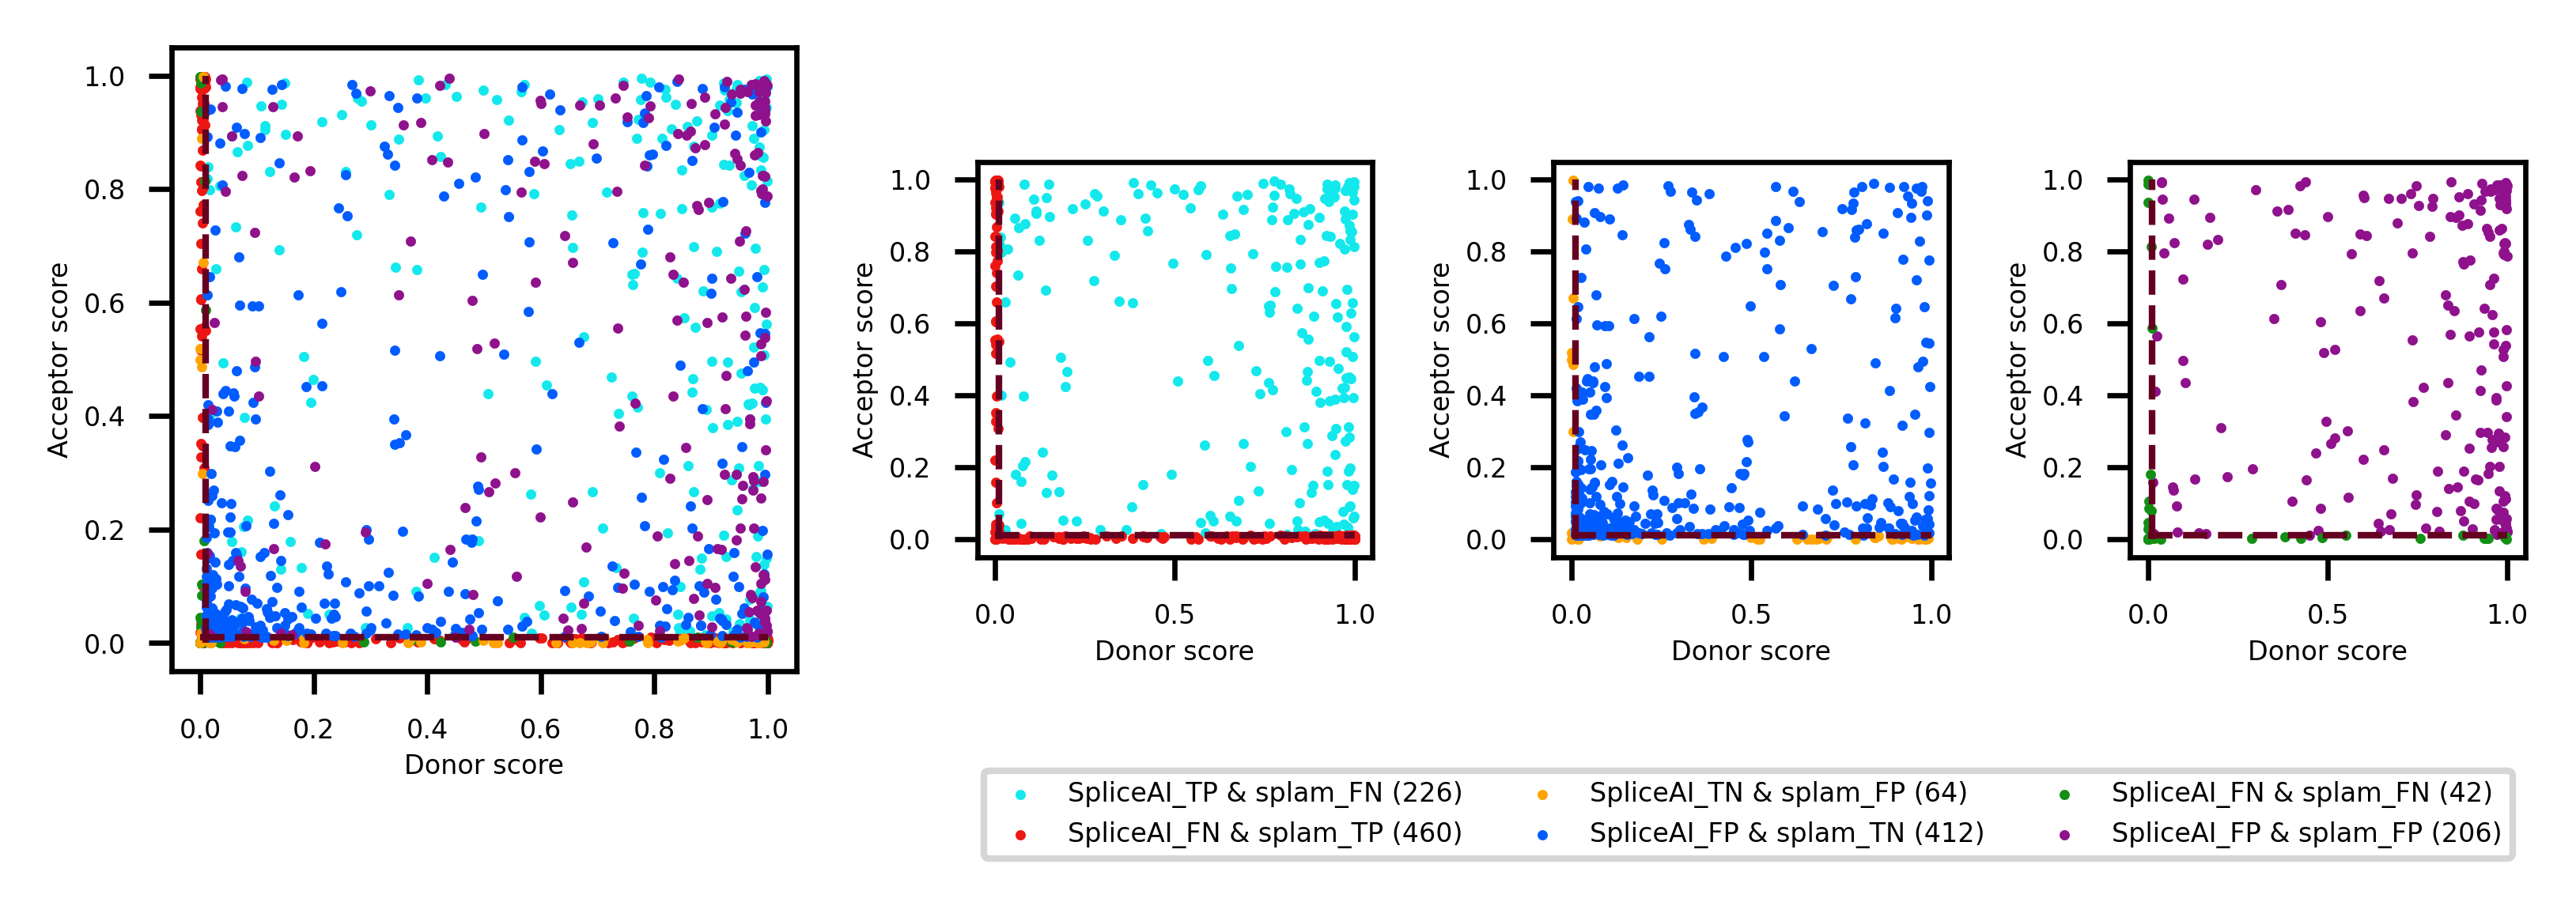 1.0
0.8
0.6
0.4
0.2
0.0
Acceptor score
0.0 0.2 0.4 0.6 0.8 1.0
Donor score
1.0
0.8
0.6
0.4
0.2
0.0
Acceptor score
0.0 0.5 1.0
Donor score
1.0
0.8
0.6
0.4
0.2
0.0
Acceptor score
0.0 0.5 1.0
Donor score
1.0
0.8
0.6
0.4
0.2
0.0
Acceptor score
0.0 0.5 1.0
Donor score
SpliceAI_TP & splam_FN (226) SpliceAI_TN & splam_FP (64) SpliceAI_FN & splam_FN (42)
SpliceAI_FN & splam_TP (460) SpliceAI_FP & splam_TN (412) SpliceAI_FP & splam_FP (206)